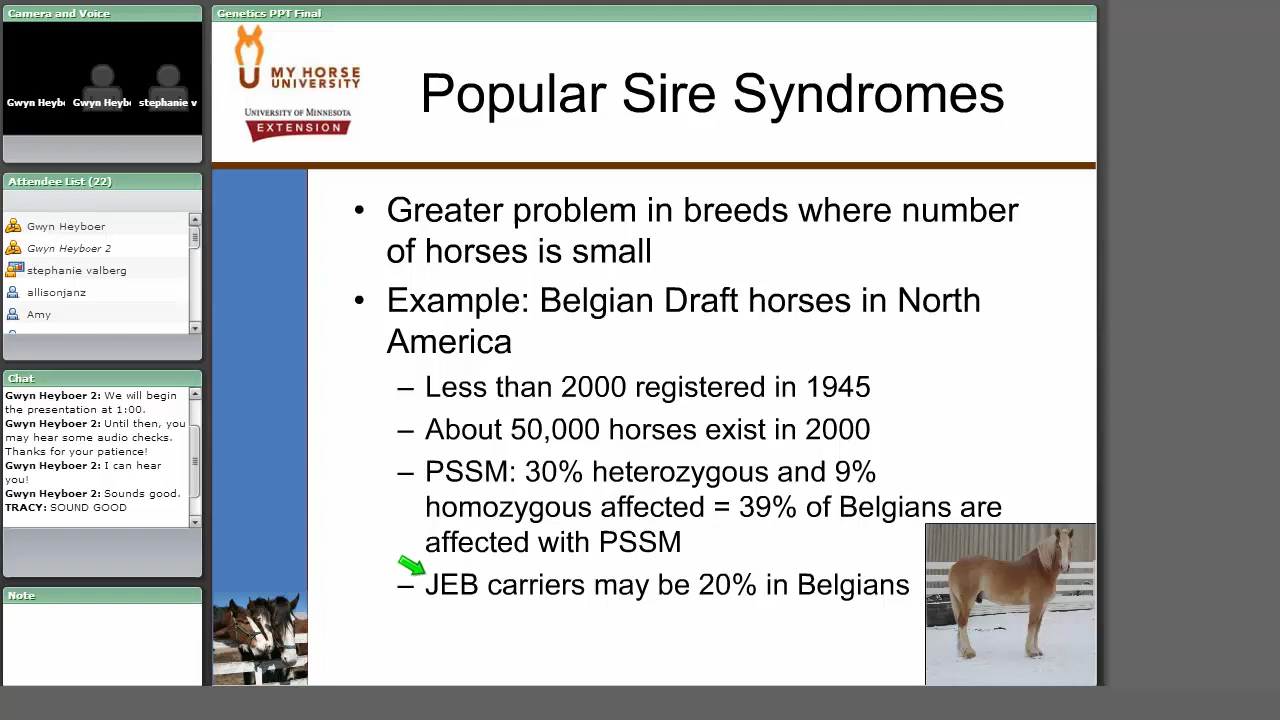 Camera and Voice
Gwyn Heyb
Gwyn Heyb
stephanie v
Attendee List (22)
Gwyn Heyboer
Gwyn Heyboer 2
stephanie valberg
allisonjanz
Amy
Chat
Gwyn Heyboer 2: We will begin
the presentation at 1:00.
Gwyn Heyboer 2: Until then, you
may hear some audio checks.
Thanks for your patience!
Gwyn Heyboer 2: I can hear
you!
Gwyn Heyboer 2: Sounds good.
TRACY: SOUND GOOD
Note
Genetics PPT Final
MY HORSE
UNIVERSITY
UNIVERSITY OF MINNESOTA
EXTENSION
Popular Sire Syndromes
• Greater problem in breeds where number
of horses is small
• Example: Belgian Draft horses in North
America
– Less than 2000 registered in 1945
– About 50,000 horses exist in 2000
– PSSM: 30% heterozygous and 9%
homozygous affected = 39% of Belgians are
affected with PSSM
– JEB carriers may be 20% in Belgians